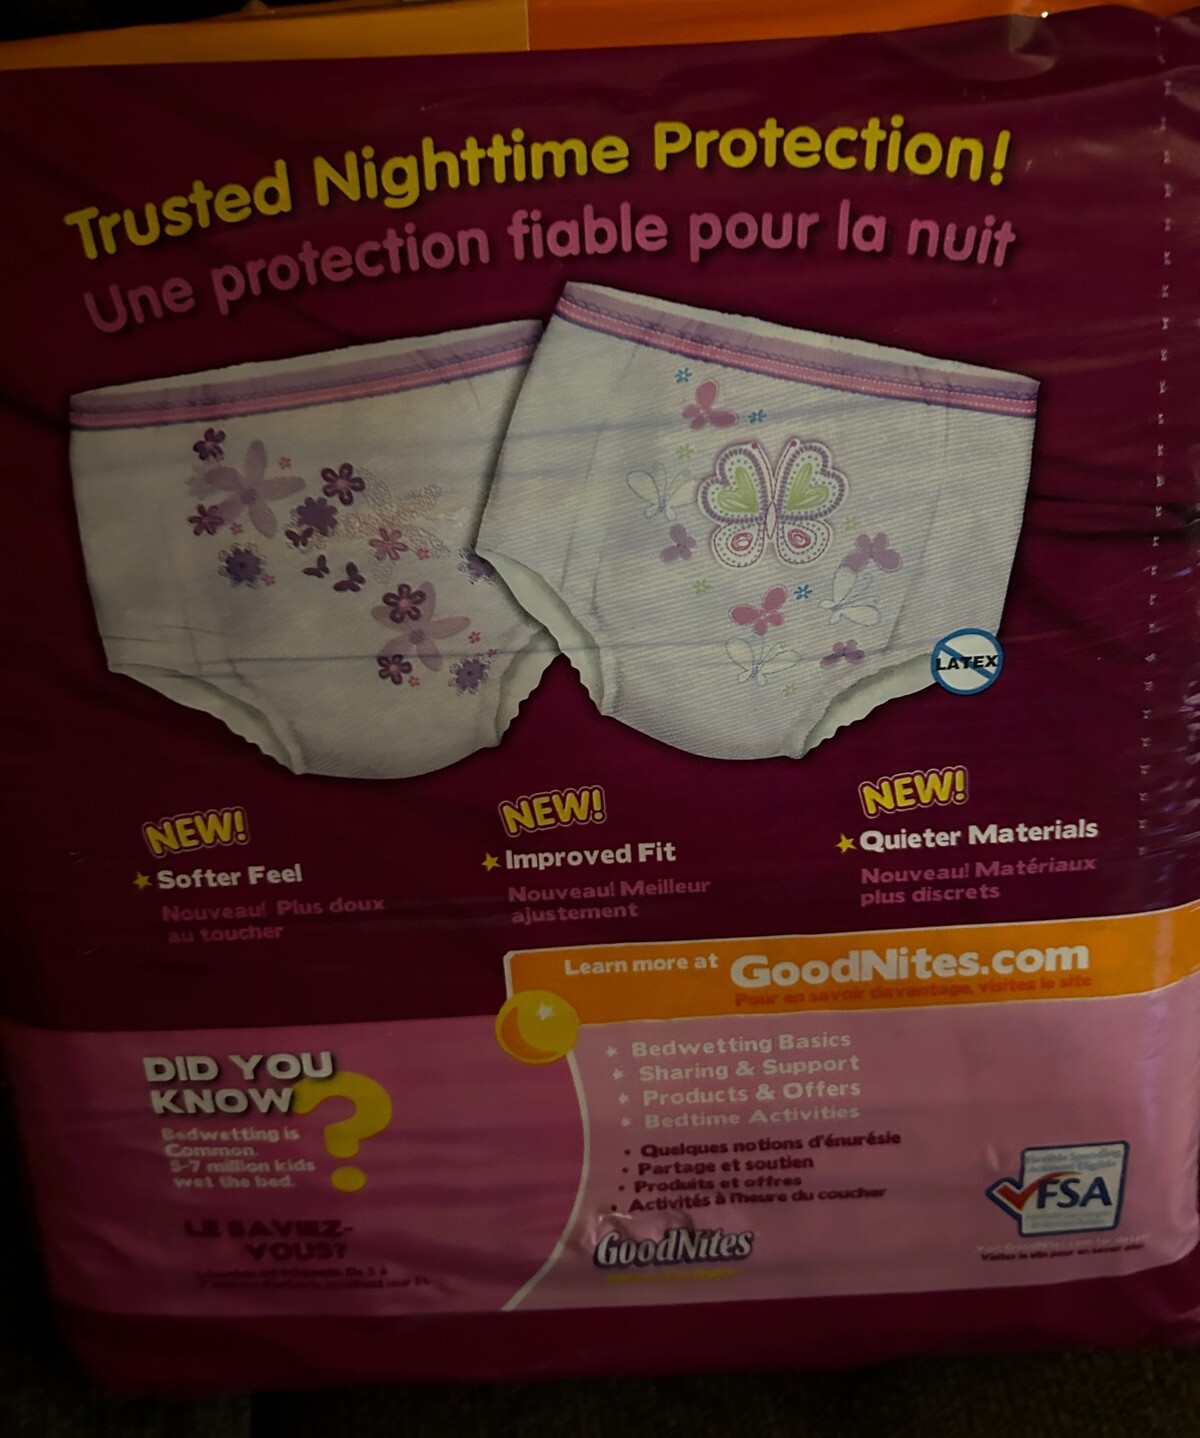 Trusted Nighttime Protection!
Une protection fiable pour la nuit
LATEX
NEW!
Softer Feel
Nouveau! Plus doux
au toucher
NEW!
Improved Fit
Nouveau! Meilleur
ajustement
NEW!
Quieter Materials
Nouveau! Matériaux
plus discrets
Learn more at GoodNites.com
Pour en savoir davantage, visitez le site
DID YOU
KNOW?
Bedwetting is
Common.
5-7 million kids
wet the bed.
LE SAVIEZ-
VOUS?
Bedwetting Basics
Sharing & Support
Products & Offers
Bedtime Activities
• Quelques notions d'énurésie
• Partage et soutien
• Produits et offres
• Activités à l'heure du coucher
GoodNites
Flexible Spending
Account Eligible
FSA